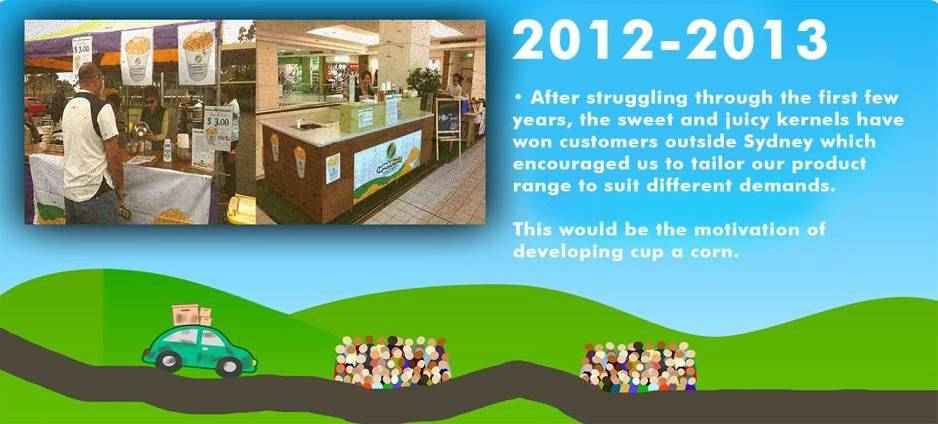 2012-2013
• After struggling through the first few
years, the sweet and juicy kernels have
won customers outside Sydney which
encouraged us to tailor our product
range to suit different demands.
This would be the motivation of
developing cup a corn.
$3.00
$3.00